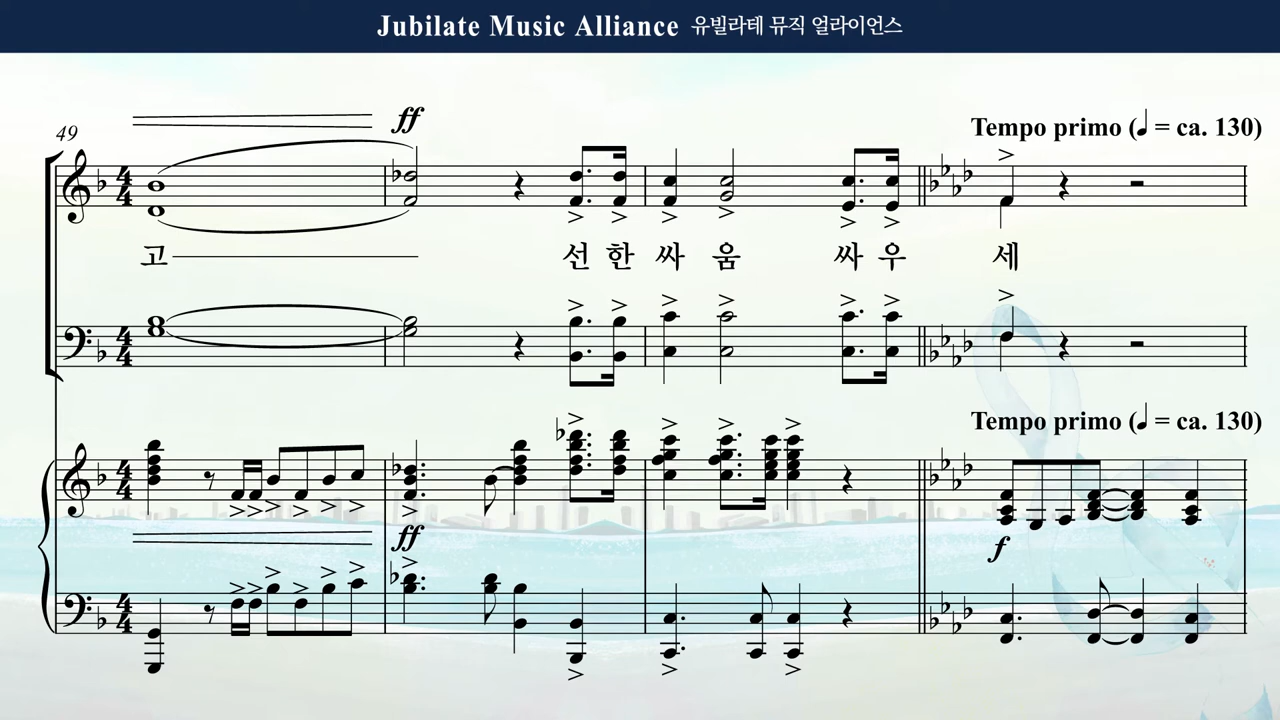 Jubilate Music Alliance 유빌라테 뮤직 얼라이언스
49
ff
Tempo primo (♩ = ca. 130)
고 선 한 싸 움 싸 우 세
Tempo primo (♩ = ca. 130)
ff
f